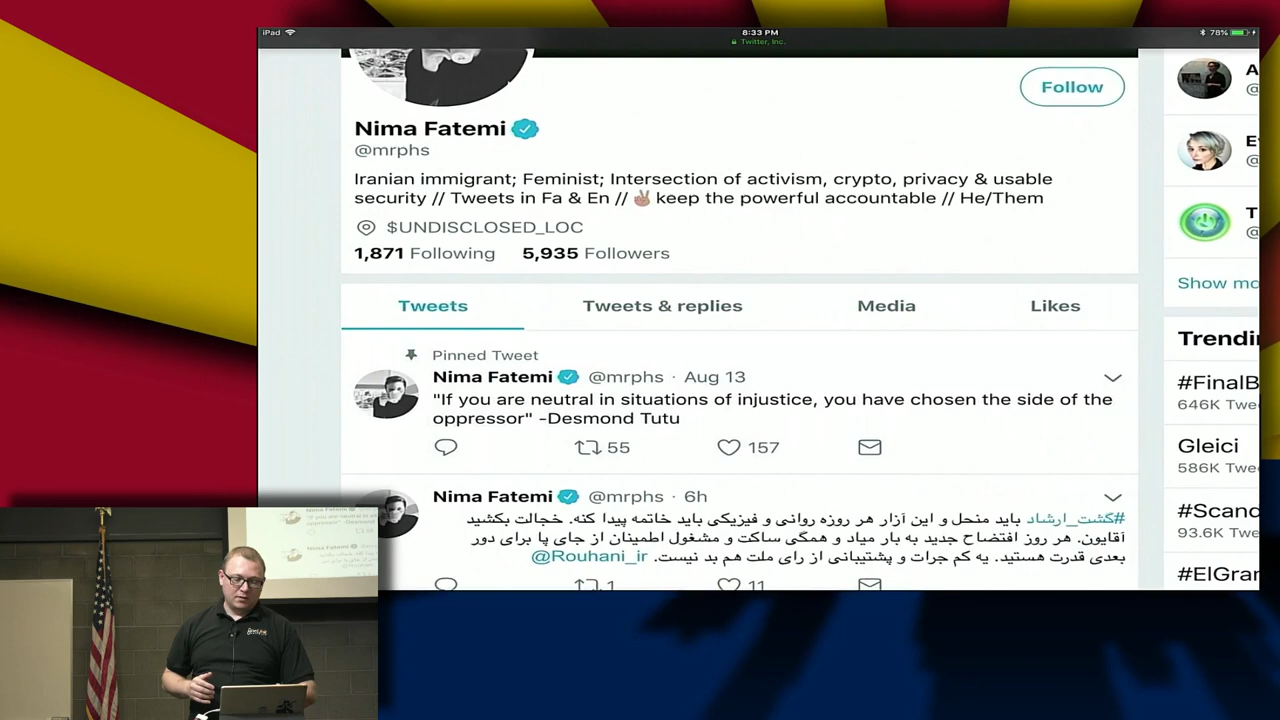 iPad
8:33 PM
78%
Twitter, Inc.
Follow
Nima Fatemi
@mrphs
Iranian immigrant; Feminist; Intersection of activism, crypto, privacy & usable
security // Tweets in Fa & En // ✌🏽 keep the powerful accountable // He/Them
$UNDISCLOSED_LOC
1,871 Following 5,935 Followers
Tweets Tweets & replies Media Likes
Pinned Tweet
Nima Fatemi @mrphs · Aug 13
"If you are neutral in situations of injustice, you have chosen the side of the
oppressor" -Desmond Tutu
55 157
Nima Fatemi @mrphs · 6h
#گشت_ارشاد باید منحل و این آزار هر روزه روانی و فیزیکی باید خاتمه پیدا کنه. خجالت بکشید
آقایون. هر روز افتضاح جدید به بار میاد و همگی ساکت و مشغول اطمینان از جای پا برای دور
بعدی قدرت هستید. یه کم جرات و پشتیبانی از رای ملت هم بد نیست. @Rouhani_ir
1 11
A
@
E
@
T
@
Show mo
Trendi
#FinalB
646K Twe
Gleici
586K Twe
#Scand
93.6K Twe
#ElGra